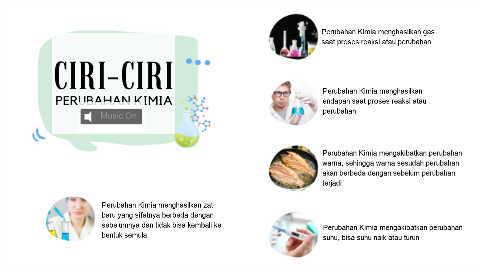 CIRI-CIRI
PERUBAHAN KIMIA
Music On
Perubahan Kimia menghasilkan zat
baru yang sifatnya berbeda dengan
sebelumnya dan tidak bisa kembali ke
bentuk semula
Perubahan Kimia menghasilkan gas
saat proses reaksi atau perubahan
Perubahan Kimia menghasilkan
endapan saat proses reaksi atau
perubahan
Perubahan Kimia mengakibatkan perubahan
warna, sehingga warna sesudah perubahan
akan berbeda dengan sebelum perubahan
terjadi
Perubahan Kimia mengakibatkan perubahan
suhu, bisa suhu naik atau turun